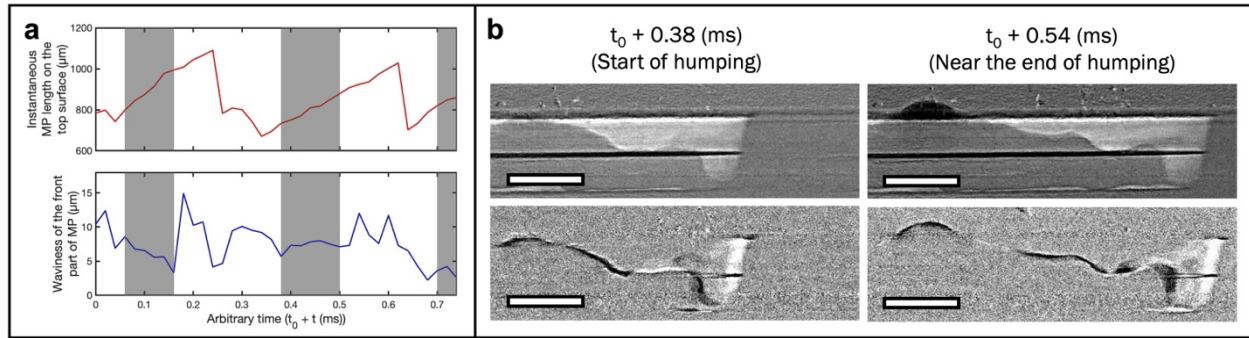 a
Instantaneous
MP length on the
top surface (µm)
1200
1000
800
600
Waviness of the front
part of MP (µm)
15
10
5
0
0 0.1 0.2 0.3 0.4 0.5 0.6 0.7
Arbitrary time (t₀ + t (ms))
b
t₀ + 0.38 (ms)
(Start of humping)
t₀ + 0.54 (ms)
(Near the end of humping)